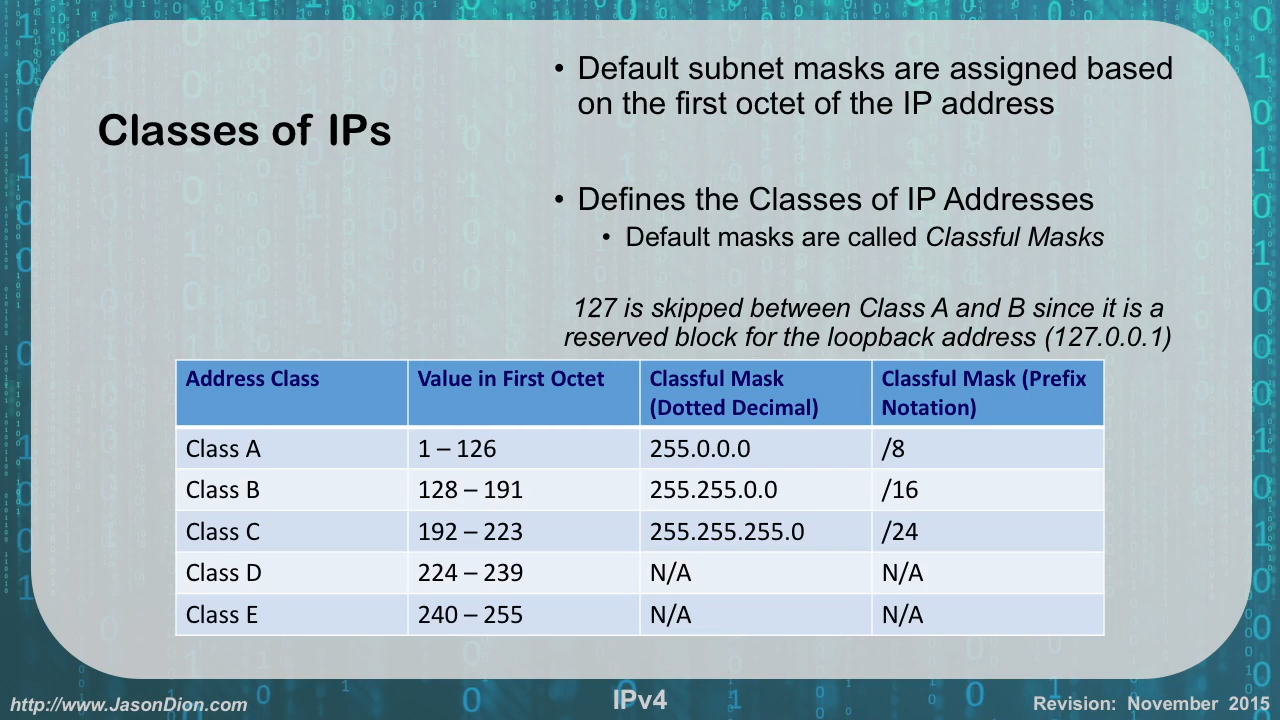 Classes of IPs
• Default subnet masks are assigned based
on the first octet of the IP address
• Defines the Classes of IP Addresses
• Default masks are called Classful Masks
127 is skipped between Class A and B since it is a
reserved block for the loopback address (127.0.0.1)
Address Class Value in First Octet Classful Mask (Dotted Decimal) Classful Mask (Prefix Notation)
Class A 1 – 126 255.0.0.0 /8
Class B 128 – 191 255.255.0.0 /16
Class C 192 – 223 255.255.255.0 /24
Class D 224 – 239 N/A N/A
Class E 240 – 255 N/A N/A
http://www.JasonDion.com IPv4 Revision: November 2015